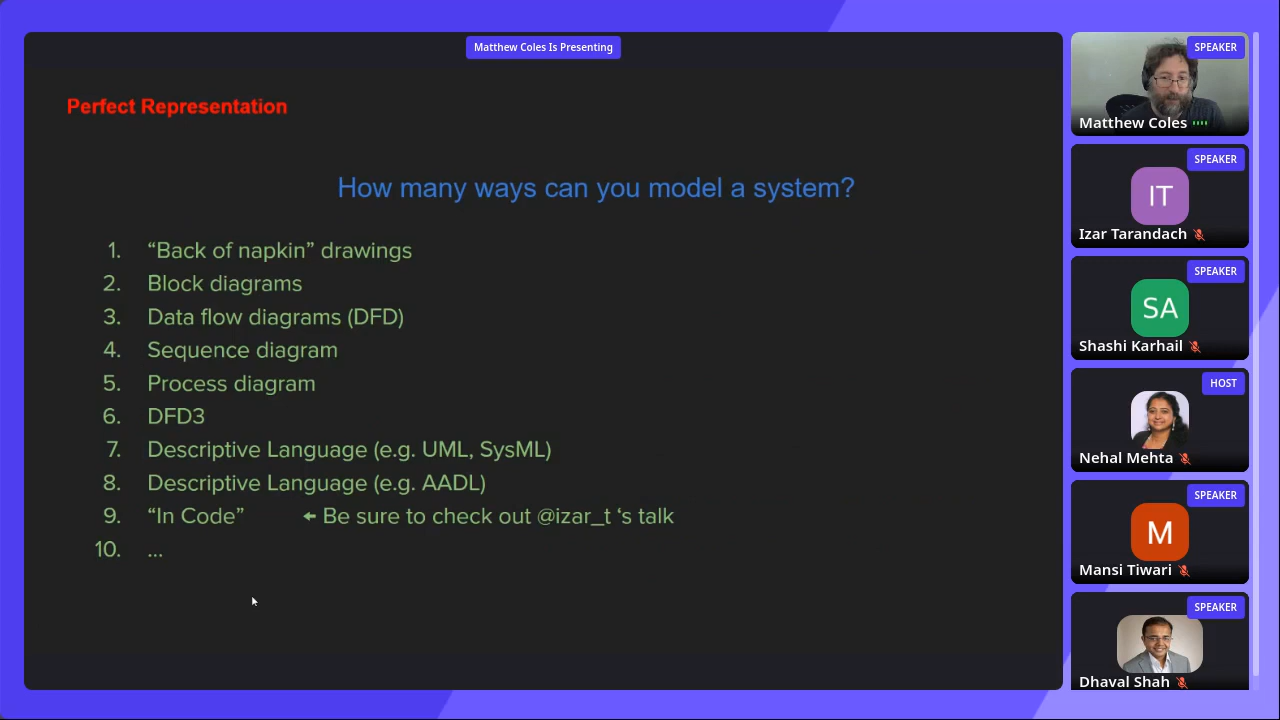 Matthew Coles Is Presenting
Perfect Representation
How many ways can you model a system?
1. “Back of napkin” drawings
2. Block diagrams
3. Data flow diagrams (DFD)
4. Sequence diagram
5. Process diagram
6. DFD3
7. Descriptive Language (e.g. UML, SysML)
8. Descriptive Language (e.g. AADL)
9. “In Code” ← Be sure to check out @izar_t ‘s talk
10. ...
SPEAKER
Matthew Coles
SPEAKER
IT
Izar Tarandach
SPEAKER
SA
Shashi Karhail
HOST
Nehal Mehta
SPEAKER
M
Mansi Tiwari
SPEAKER
Dhaval Shah